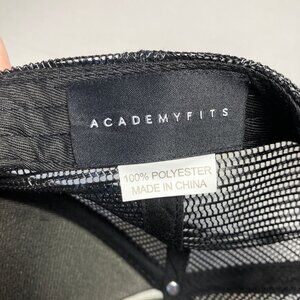 ACADEMYFITS
100% POLYESTER
MADE IN CHINA